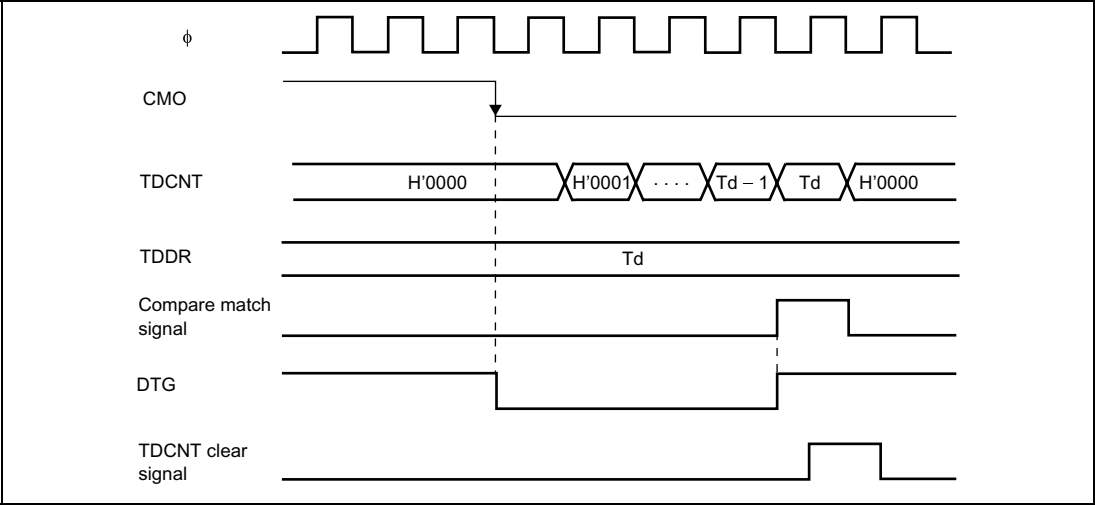 ϕ
CMO
TDCNT H'0000 H'0001 · · · · Td – 1 Td H'0000
TDDR Td
Compare match
signal
DTG
TDCNT clear
signal